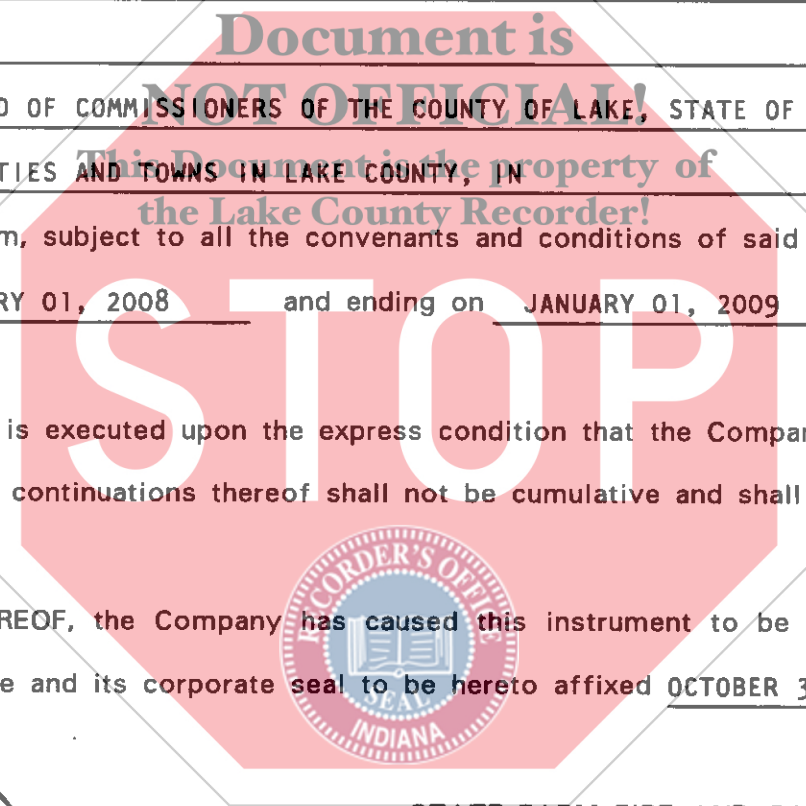 Document is
NOT OFFICIAL!
OF COMMISSIONERS OF THE COUNTY OF LAKE, STATE OF
This Document is the property of
TIES AND TOWNS IN LAKE COUNTY, IN
the Lake County Recorder!
m, subject to all the convenants and conditions of said
RY 01, 2008 and ending on JANUARY 01, 2009
STOP
is executed upon the express condition that the Compan
continuations thereof shall not be cumulative and shall
RECORDER'S OFFICE
REOF, the Company has caused this instrument to be
e and its corporate seal to be hereto affixed OCTOBER 3
SEAL
INDIANA